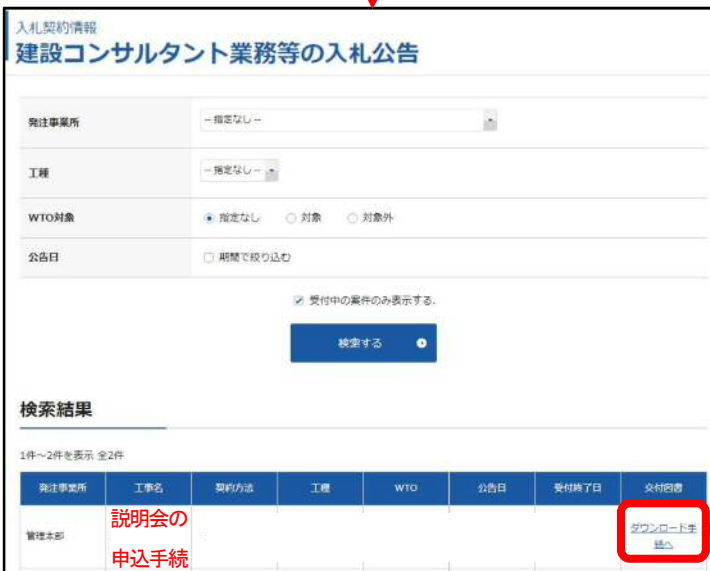 入札契約情報
建設コンサルタント業務等の入札公告
発注事業所
-- 指定なし --
工種
-- 指定なし --
WTO対象
指定なし 対象 対象外
公告日
期間で絞り込む
受付中の案件のみ表示する.
検索する
検索結果
1件～2件を表示 全2件
発注事業所 工事名 契約方法 工種 WTO 公告日 受付終了日 交付図書
管理本部
説明会の
申込手続
ダウンロード手
続へ